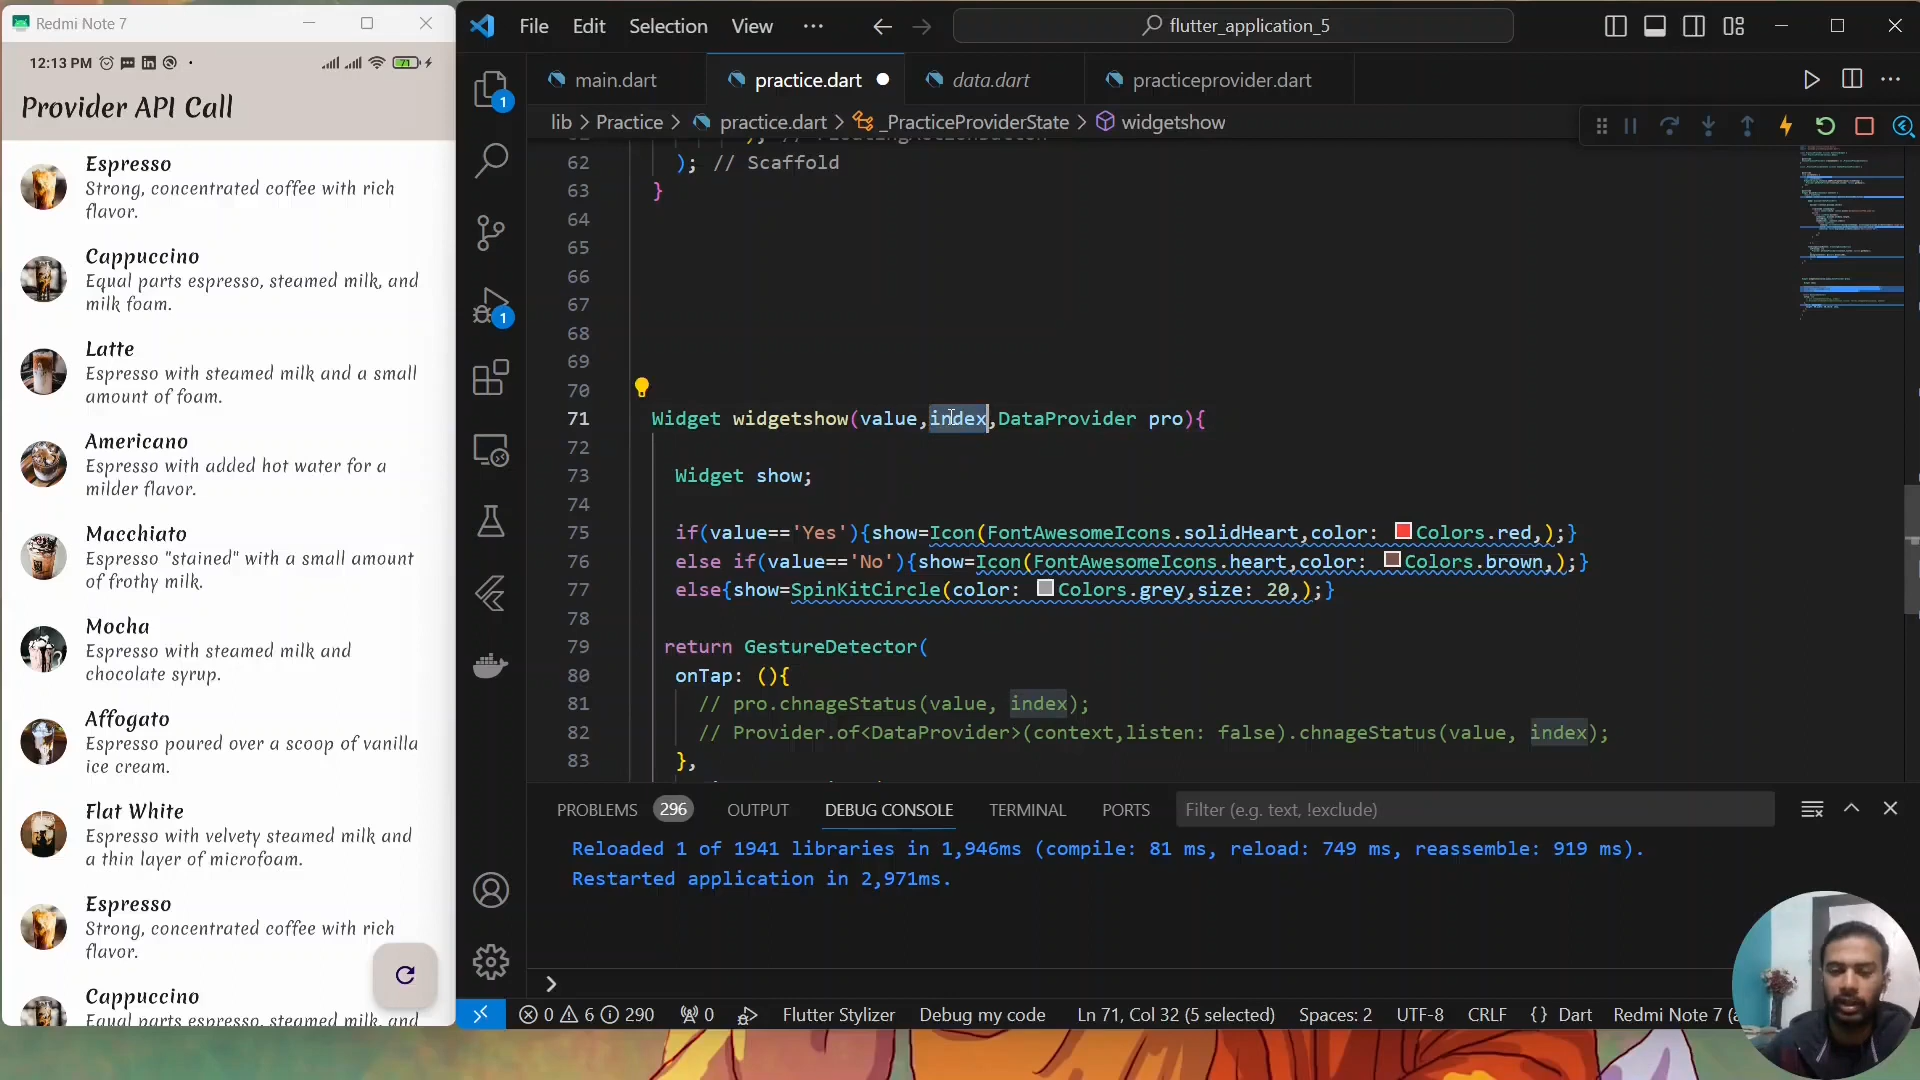 Redmi Note 7
12:13 PM
71
Provider API Call
Espresso
Strong, concentrated coffee with rich
flavor.
Cappuccino
Equal parts espresso, steamed milk, and
milk foam.
Latte
Espresso with steamed milk and a small
amount of foam.
Americano
Espresso with added hot water for a
milder flavor.
Macchiato
Espresso "stained" with a small amount
of frothy milk.
Mocha
Espresso with steamed milk and
chocolate syrup.
Affogato
Espresso poured over a scoop of vanilla
ice cream.
Flat White
Espresso with velvety steamed milk and
a thin layer of microfoam.
Espresso
Strong, concentrated coffee with rich
flavor.
Cappuccino
Equal parts espresso, steamed milk, and
File Edit Selection View ···
flutter_application_5
1
1
main.dart practice.dart data.dart practiceprovider.dart
lib > Practice > practice.dart > _PracticeProviderState > widgetshow
62 ); // Scaffold
63 }
64
65
66
67
68
69
70
71 Widget widgetshow(value,index,DataProvider pro){
72
73 Widget show;
74
75 if(value=='Yes'){show=Icon(FontAwesomeIcons.solidHeart,color: Colors.red,);}
76 else if(value=='No'){show=Icon(FontAwesomeIcons.heart,color: Colors.brown,);}
77 else{show=SpinKitCircle(color: Colors.grey,size: 20,);}
78
79 return GestureDetector(
80 onTap: (){
81 // pro.chnageStatus(value, index);
82 // Provider.of<DataProvider>(context,listen: false).chnageStatus(value, index);
83 },
PROBLEMS 296 OUTPUT DEBUG CONSOLE TERMINAL PORTS Filter (e.g. text, !exclude)
Reloaded 1 of 1941 libraries in 1,946ms (compile: 81 ms, reload: 749 ms, reassemble: 919 ms).
Restarted application in 2,971ms.
>
0 6 290 0 Flutter Stylizer Debug my code Ln 71, Col 32 (5 selected) Spaces: 2 UTF-8 CRLF {} Dart Redmi Note 7